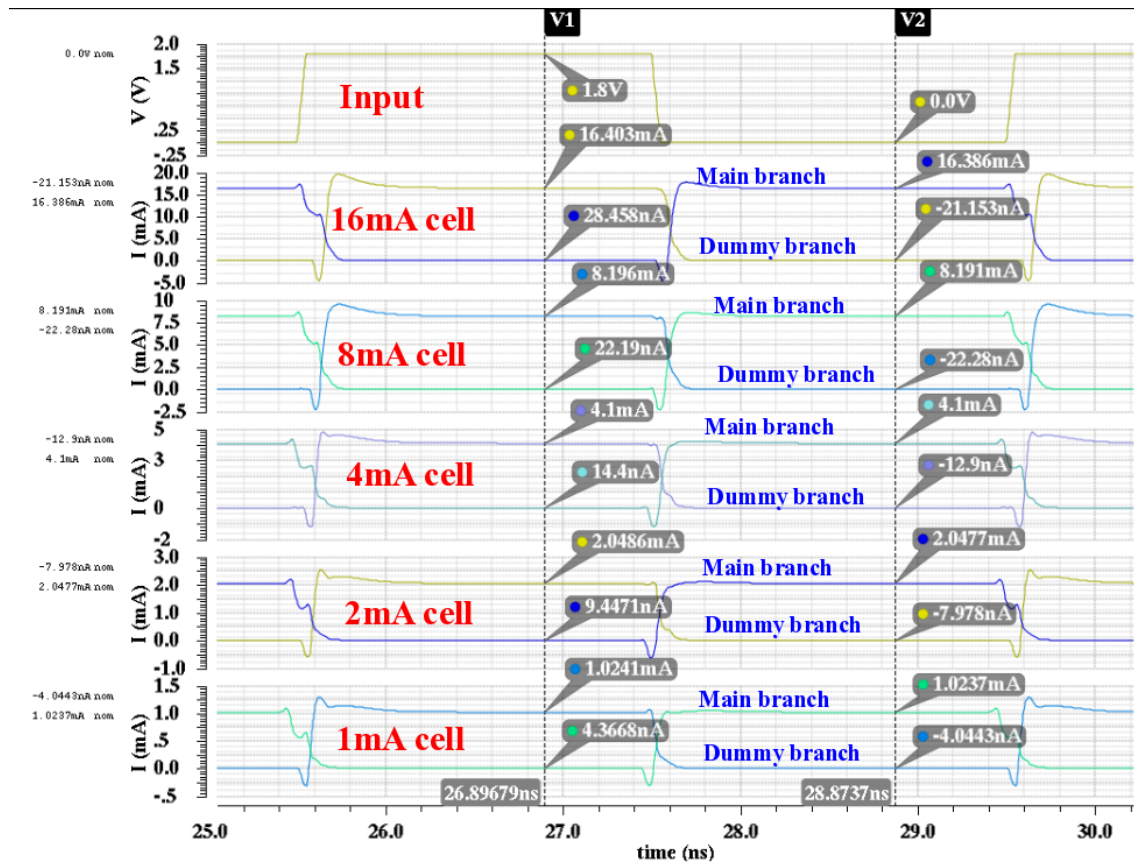 V1 V2
0.0V nom
V (V)
2.0
1.5
.25
-.25
Input
1.8V
0.0V
16.403mA
-21.153nA nom
16.386mA nom
I (mA)
20.0
15.0
10.0
5.0
0.0
-5.0
16mA cell
Main branch
16.386mA
28.458nA
-21.153nA
Dummy branch
8.196mA
8.191mA
8.191mA nom
-22.28nA nom
I (mA)
10
7.5
5.0
0.0
-2.5
8mA cell
Main branch
22.19nA
Dummy branch
-22.28nA
4.1mA
4.1mA
-12.9nA nom
4.1mA nom
I (mA)
5
3
0
-2
4mA cell
Main branch
14.4nA
-12.9nA
Dummy branch
2.0486mA
2.0477mA
-7.978nA nom
2.0477mA nom
I (mA)
3.0
2.0
1.0
0.0
-1.0
2mA cell
Main branch
9.4471nA
-7.978nA
Dummy branch
1.0241mA
1.0237mA
-4.0443nA nom
1.0237mA nom
I (mA)
1.5
1.0
.5
0.0
-.5
1mA cell
Main branch
4.3668nA
-4.0443nA
Dummy branch
26.89679ns 28.8737ns
25.0 26.0 27.0 28.0 29.0 30.0
time (ns)